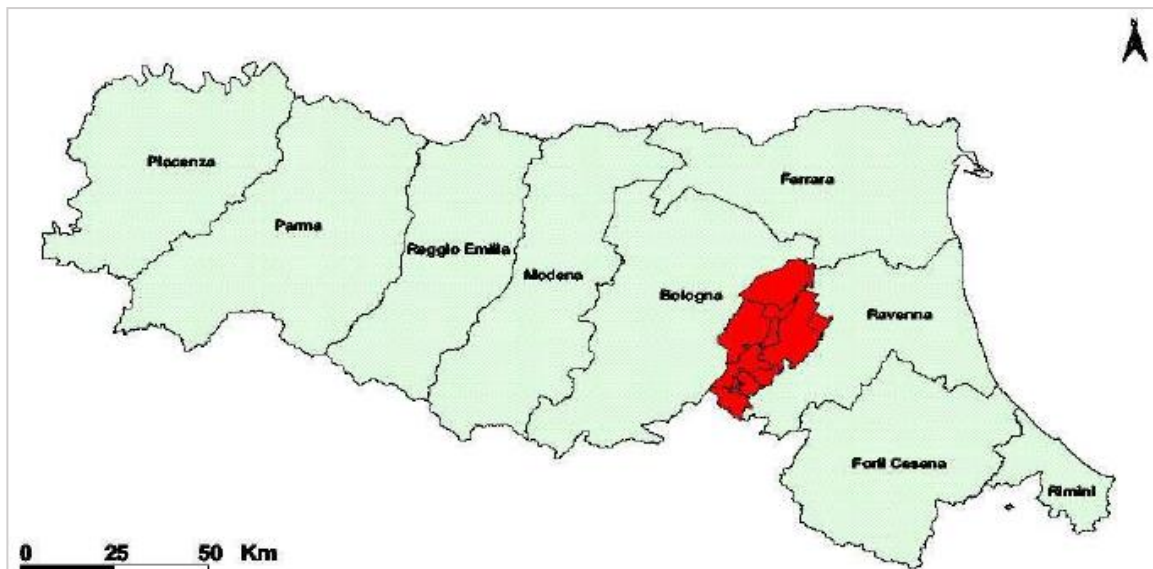 Piacenza
Parma
Reggio Emilia
Modena
Bologna
Ferrara
Ravenna
Forlì Cesena
Rimini
0 25 50 Km